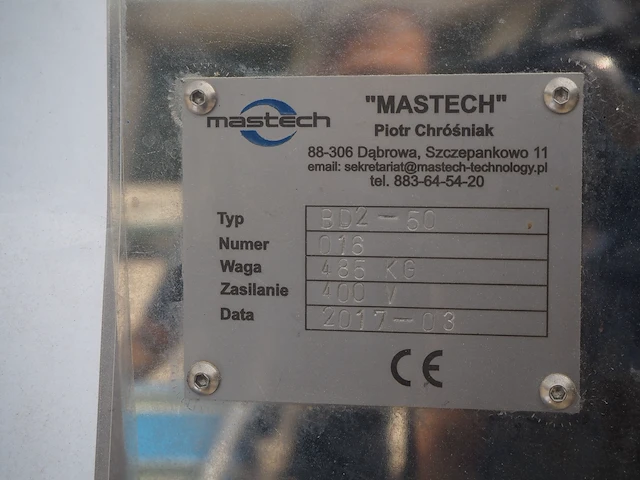 mastech
"MASTECH"
Piotr Chróśniak
88-306 Dąbrowa, Szczepankowo 11
email: sekretariat@mastech-technology.pl
tel. 883-64-54-20
Typ BD2-50
Numer 016
Waga 485 KG
Zasilanie 400 V
Data 2017-03
CE